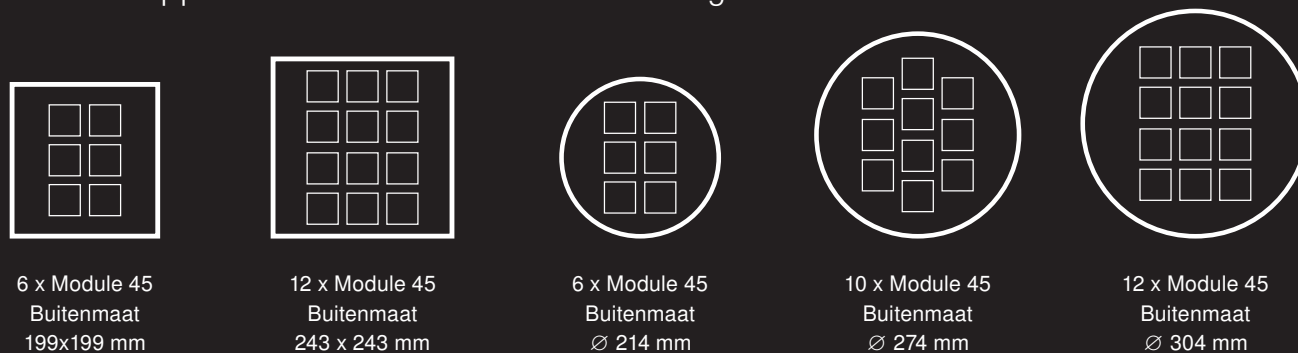 6 x Module 45
Buitenmaat
199x199 mm
12 x Module 45
Buitenmaat
243 x 243 mm
6 x Module 45
Buitenmaat
∅ 214 mm
10 x Module 45
Buitenmaat
∅ 274 mm
12 x Module 45
Buitenmaat
∅ 304 mm